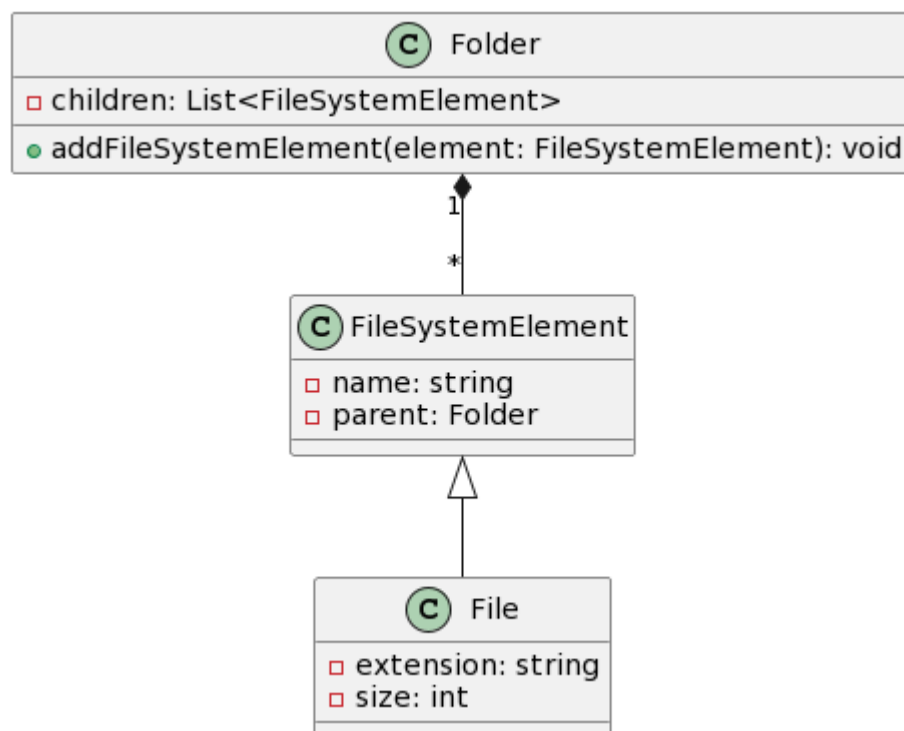 C Folder
children: List<FileSystemElement>
addFileSystemElement(element: FileSystemElement): void
1
*
C FileSystemElement
name: string
parent: Folder
C File
extension: string
size: int